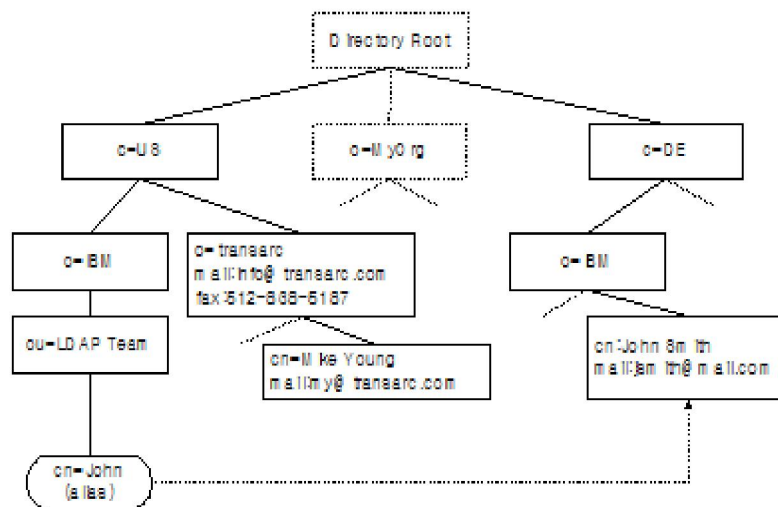 Directory Root
c=US
o=MyOrg
c=DE
o=IBM
o=transarc
mail:info@transarc.com
fax:512-838-5187
o=IBM
ou=LDAP Team
cn=Mike Young
mail:my@transarc.com
cn:John Smith
mail:jsmith@mail.com
cn=John
(alias)